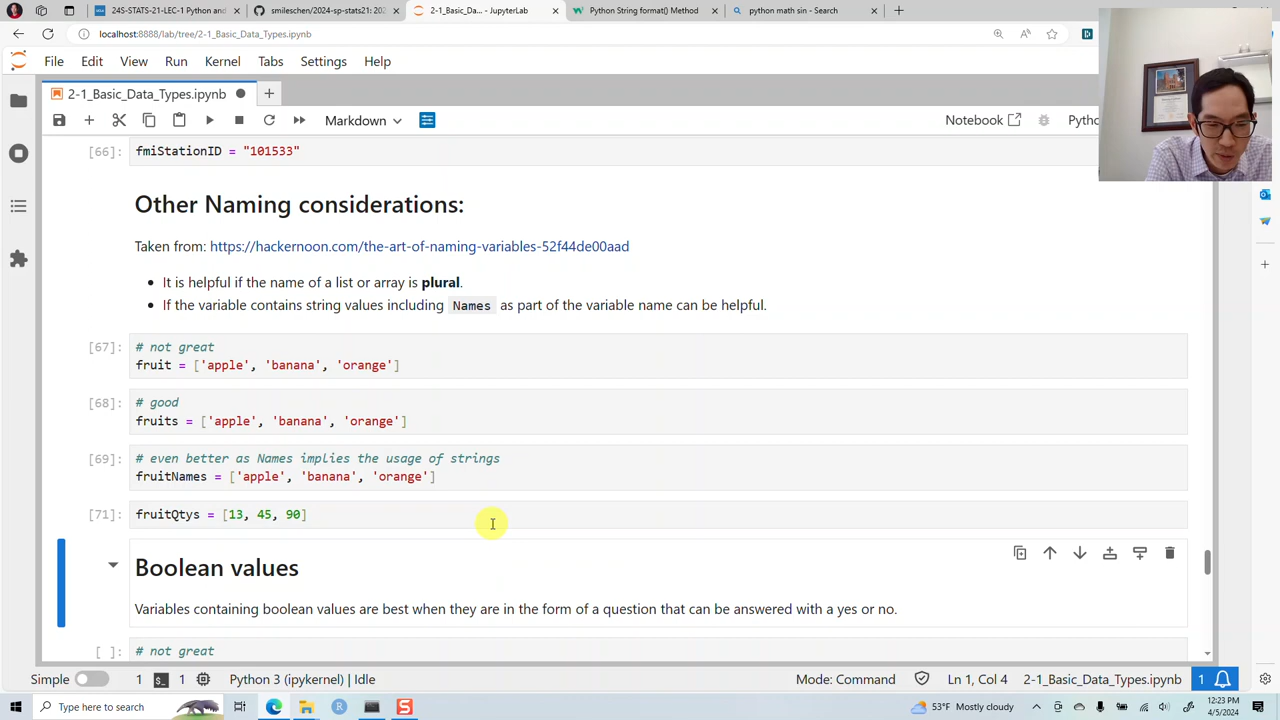 24S-STATS-21-LEC-1 Python and
smileschen/2024-sp-stats21: 202
2-1_Basic_Da... - JupyterLab
Python String format() Method
python math sin - Search
localhost:8888/lab/tree/2-1_Basic_Data_Types.ipynb
File Edit View Run Kernel Tabs Settings Help
2-1_Basic_Data_Types.ipynb
Markdown
Notebook
Pytho
[66]: fmiStationID = "101533"
Other Naming considerations:
Taken from: https://hackernoon.com/the-art-of-naming-variables-52f44de00aad
• It is helpful if the name of a list or array is plural.
• If the variable contains string values including Names as part of the variable name can be helpful.
[67]: # not great
fruit = ['apple', 'banana', 'orange']
[68]: # good
fruits = ['apple', 'banana', 'orange']
[69]: # even better as Names implies the usage of strings
fruitNames = ['apple', 'banana', 'orange']
[71]: fruitQtys = [13, 45, 90]
Boolean values
Variables containing boolean values are best when they are in the form of a question that can be answered with a yes or no.
[ ]: # not great
Simple 1 1 Python 3 (ipykernel) | Idle Mode: Command Ln 1, Col 4 2-1_Basic_Data_Types.ipynb 1
Type here to search
53°F Mostly cloudy
12:23 PM
4/5/2024